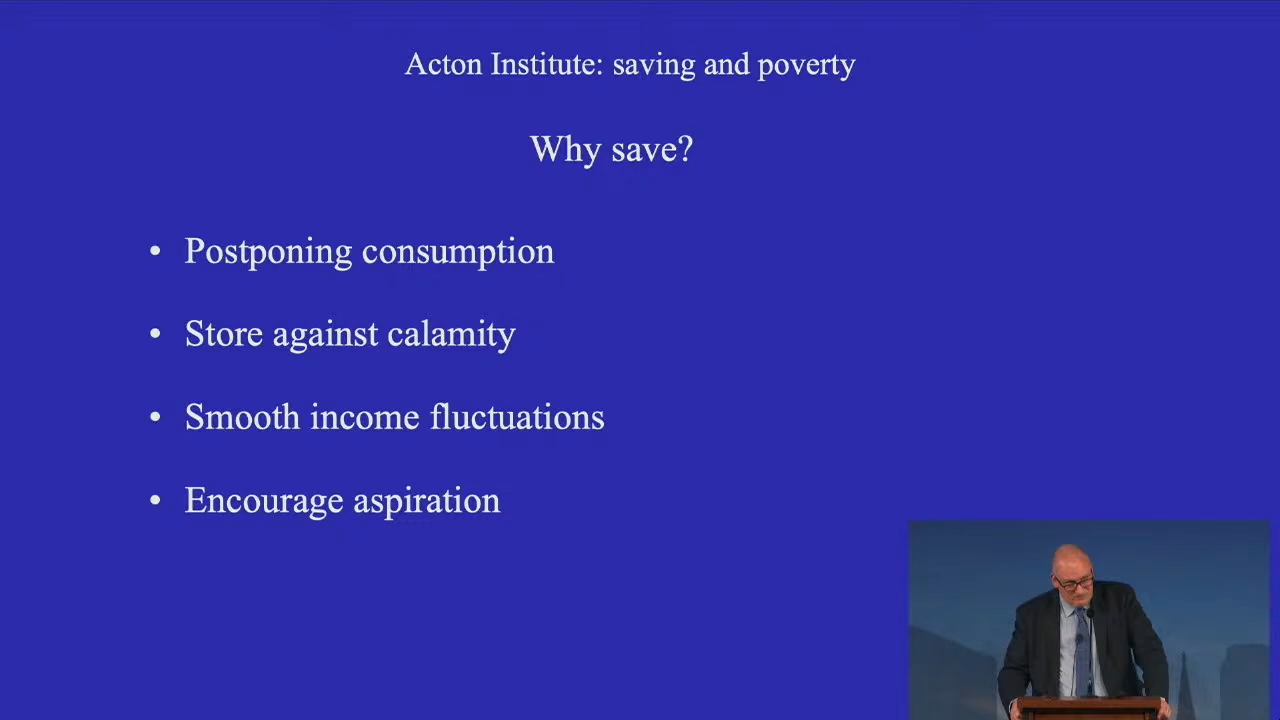 Acton Institute: saving and poverty
Why save?
• Postponing consumption
• Store against calamity
• Smooth income fluctuations
• Encourage aspiration